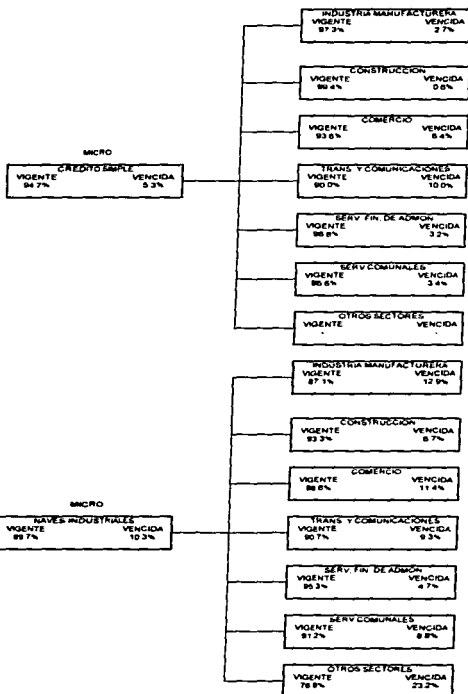 INDUSTRIA MANUFACTURERA
VIGENTE VENCIDA
97.3% 2.7%
CONSTRUCCION
VIGENTE VENCIDA
99.4% 0.6%
COMERCIO
VIGENTE VENCIDA
93.6% 6.4%
MICRO
CREDITO SIMPLE
VIGENTE VENCIDA
94.7% 5.3%
TRANS. Y COMUNICACIONES
VIGENTE VENCIDA
90.0% 10.0%
SERV. FIN. DE ADMON
VIGENTE VENCIDA
96.8% 3.2%
SERV COMUNALES
VIGENTE VENCIDA
96.6% 3.4%
OTROS SECTORES
VIGENTE VENCIDA
- -
INDUSTRIA MANUFACTURERA
VIGENTE VENCIDA
87.1% 12.9%
CONSTRUCCION
VIGENTE VENCIDA
93.3% 6.7%
COMERCIO
VIGENTE VENCIDA
88.6% 11.4%
MICRO
NAVES INDUSTRIALES
VIGENTE VENCIDA
89.7% 10.3%
TRANS. Y COMUNICACIONES
VIGENTE VENCIDA
90.7% 9.3%
SERV. FIN. DE ADMON
VIGENTE VENCIDA
95.3% 4.7%
SERV COMUNALES
VIGENTE VENCIDA
91.2% 8.8%
OTROS SECTORES
VIGENTE VENCIDA
76.8% 23.2%